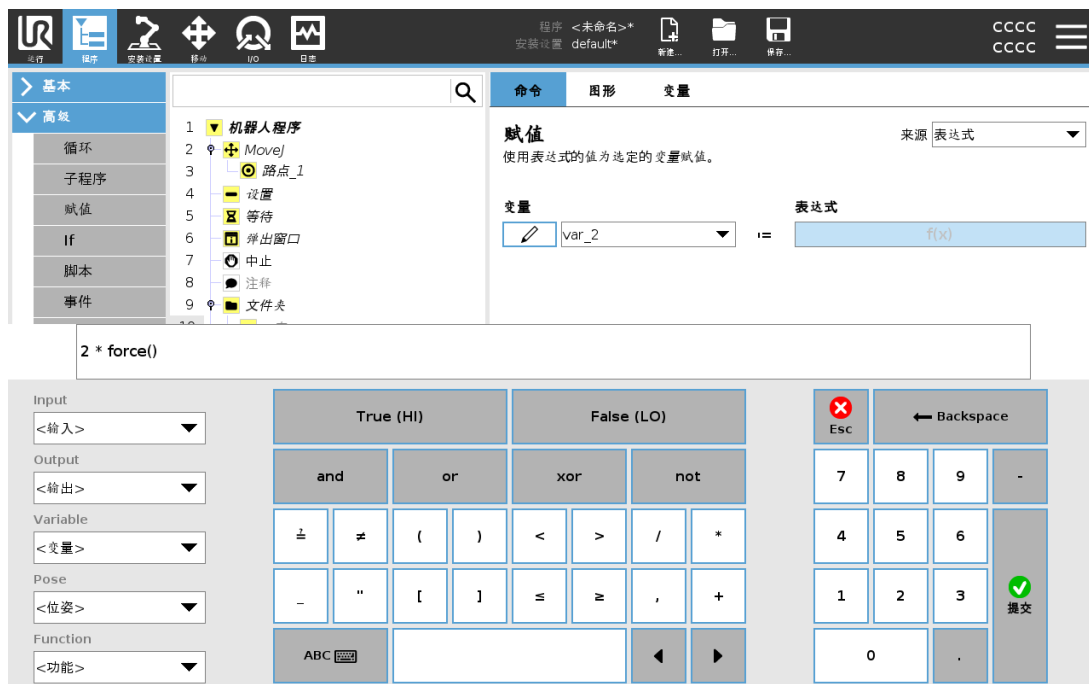 程序 <未命名>*
安装设置 default*
CCCC
CCCC
运行
程序
安装设置
移动
I/O
日志
新建...
打开...
保存...
基本
高级
循环
子程序
赋值
If
脚本
事件
1 机器人程序
2 MoveJ
3 路点_1
4 设置
5 等待
6 弹出窗口
7 中止
8 注释
9 文件夹
命令 图形 变量
赋值
来源 表达式
使用表达式的值为选定的变量赋值。
变量 表达式
var_2 := f(x)
2 * force()
Input
<输入>
Output
<输出>
Variable
<变量>
Pose
<位姿>
Function
<功能>
True (HI) False (LO)
and or xor not
≟ ≠ ( ) < > / *
_ " [ ] ≤ ≥ , +
ABC
Esc Backspace
7 8 9 -
4 5 6
1 2 3
提交
0 .